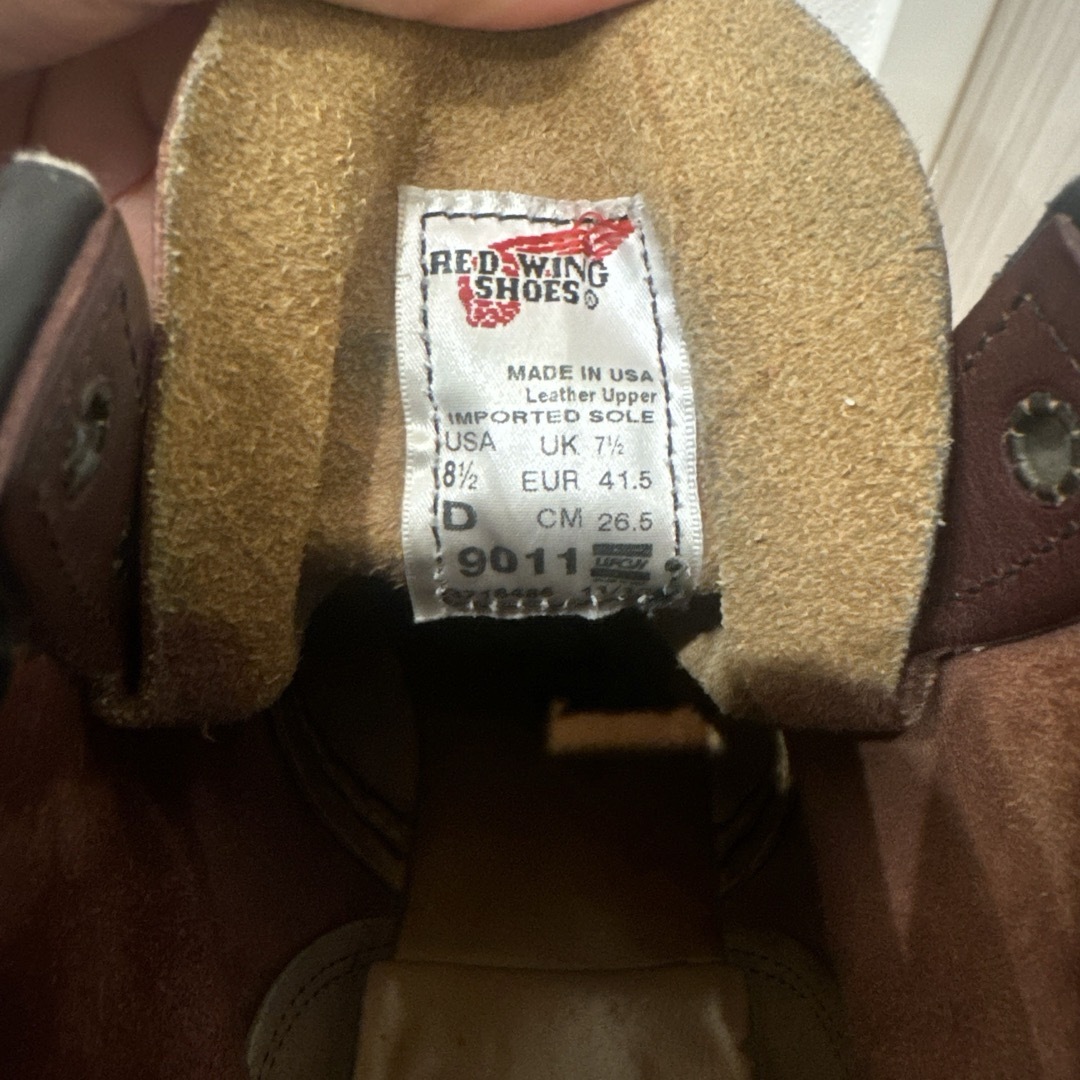 RED WING
SHOES®
MADE IN USA
Leather Upper
IMPORTED SOLE
USA UK 7½
8½ EUR 41.5
D CM 26.5
9011